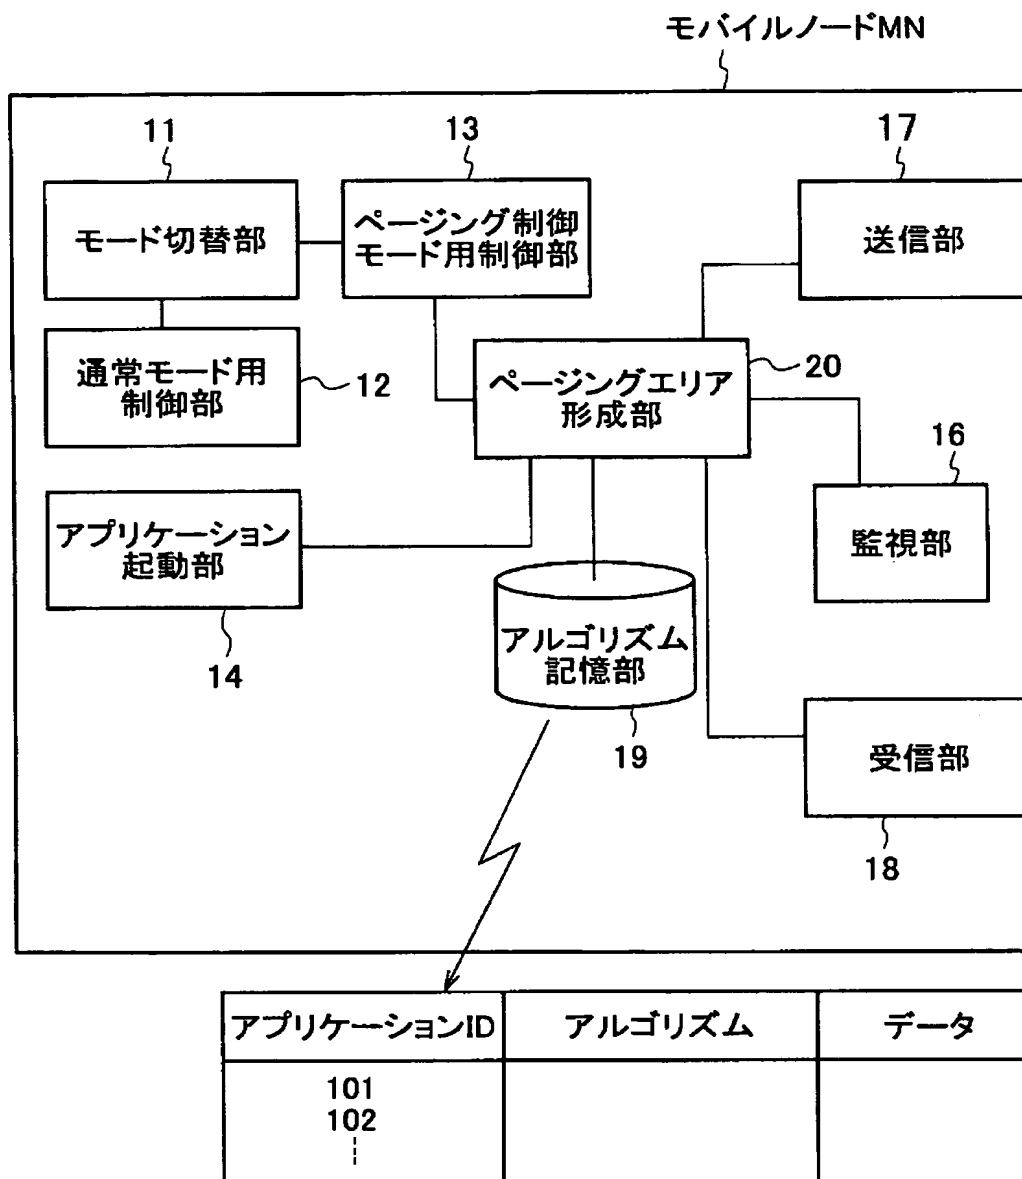 モバイルノードMN
11
13
17
モード切替部
ページング制御
モード用制御部
送信部
通常モード用
制御部
12
ページングエリア
形成部
20
16
監視部
アプリケーション
起動部
14
アルゴリズム
記憶部
19
受信部
18
アプリケーションID
アルゴリズム
データ
101
102